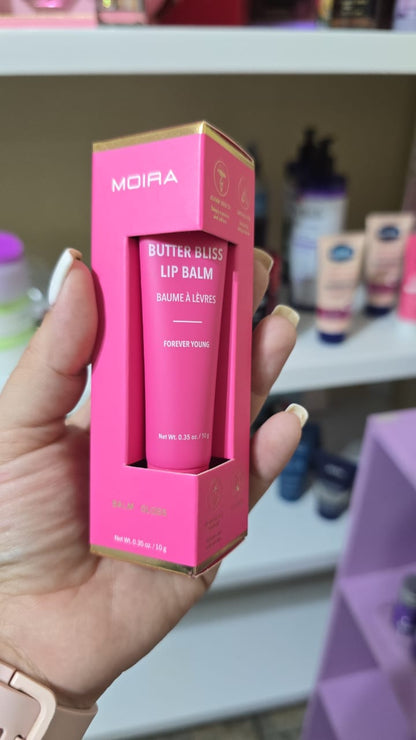 MOIRA
BUTTER BLISS
LIP BALM
BAUME À LÈVRES
FOREVER YOUNG
Net Wt. 0.35 oz. / 10 g
BALM GLOSS
Net Wt. 0.35 oz. / 10 g